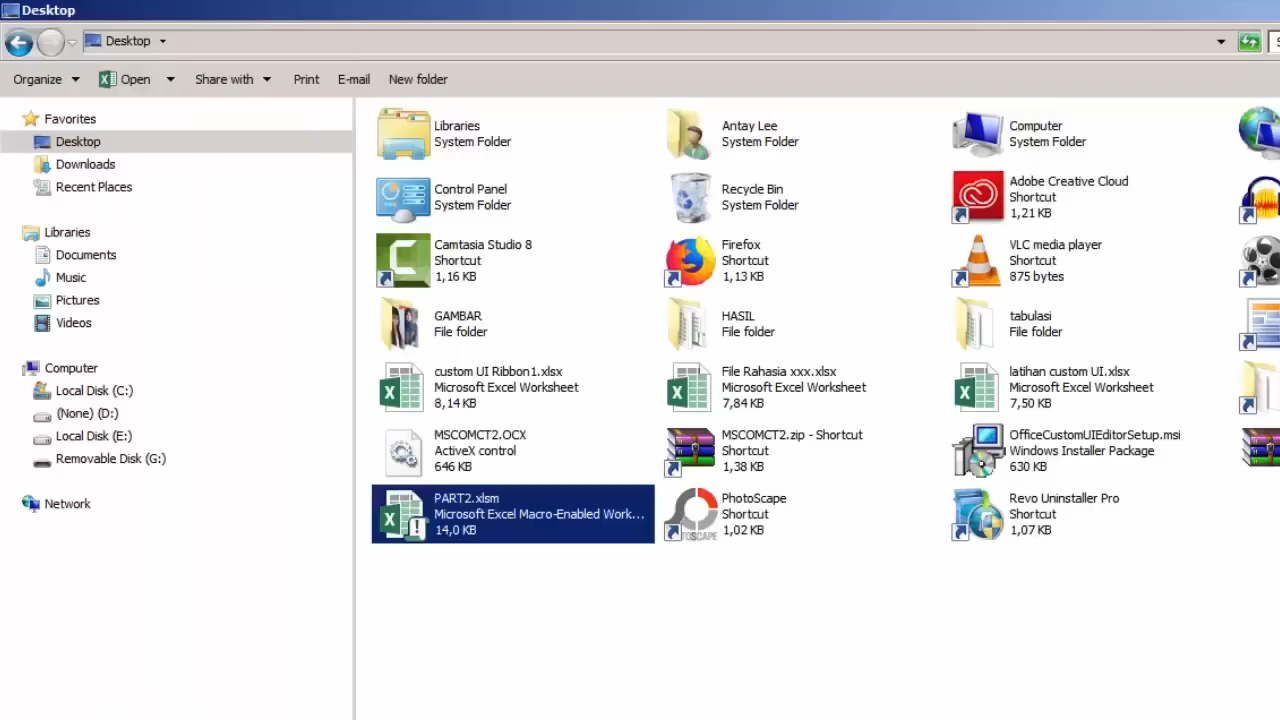 Desktop
Desktop
S
Organize
Open
Share with
Print
E-mail
New folder
Favorites
Desktop
Downloads
Recent Places
Libraries
Documents
Music
Pictures
Videos
Computer
Local Disk (C:)
(None) (D:)
Local Disk (E:)
Removable Disk (G:)
Network
Libraries
System Folder
Antay Lee
System Folder
Computer
System Folder
Control Panel
System Folder
Recycle Bin
System Folder
Adobe Creative Cloud
Shortcut
1,21 KB
Camtasia Studio 8
Shortcut
1,16 KB
Firefox
Shortcut
1,13 KB
VLC media player
Shortcut
875 bytes
GAMBAR
File folder
HASIL
File folder
tabulasi
File folder
custom UI Ribbon1.xlsx
Microsoft Excel Worksheet
8,14 KB
File Rahasia xxx.xlsx
Microsoft Excel Worksheet
7,84 KB
latihan custom UI.xlsx
Microsoft Excel Worksheet
7,50 KB
MSCOMCT2.OCX
ActiveX control
646 KB
MSCOMCT2.zip - Shortcut
Shortcut
1,38 KB
OfficeCustomUIEditorSetup.msi
Windows Installer Package
630 KB
PART2.xlsm
Microsoft Excel Macro-Enabled Work...
14,0 KB
PhotoScape
Shortcut
1,02 KB
Revo Uninstaller Pro
Shortcut
1,07 KB